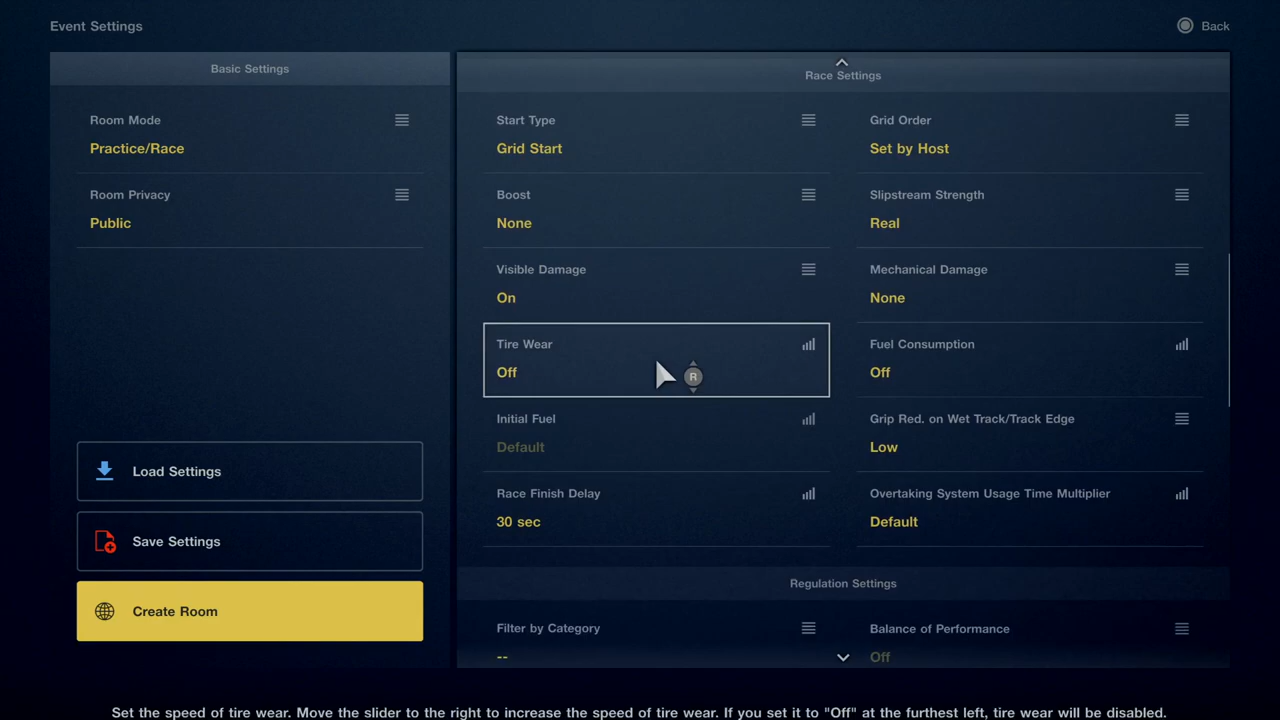 Event Settings
Back
Basic Settings
Room Mode
Practice/Race
Room Privacy
Public
Load Settings
Save Settings
Create Room
Race Settings
Start Type
Grid Start
Grid Order
Set by Host
Boost
None
Slipstream Strength
Real
Visible Damage
On
Mechanical Damage
None
Tire Wear
Off
R
Fuel Consumption
Off
Initial Fuel
Default
Grip Red. on Wet Track/Track Edge
Low
Race Finish Delay
30 sec
Overtaking System Usage Time Multiplier
Default
Regulation Settings
Filter by Category
--
Balance of Performance
Off
Set the speed of tire wear. Move the slider to the right to increase the speed of tire wear. If you set it to "Off" at the furthest left, tire wear will be disabled.